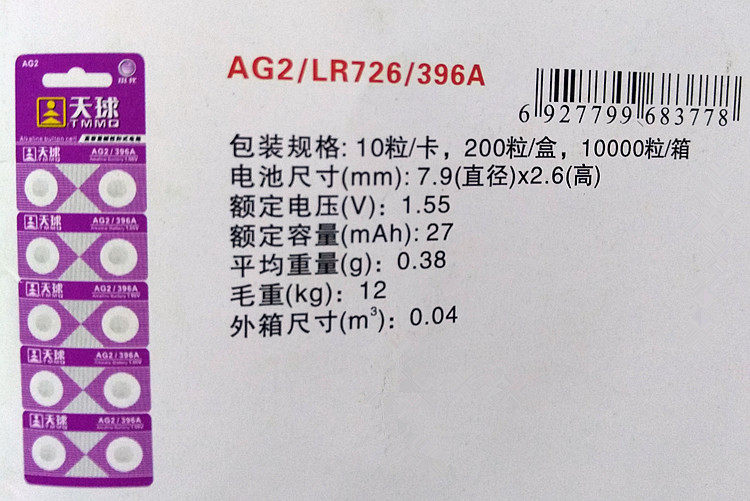 AG2
天球
TMMQ
Alkaline button cell
天球 AG2/396A
天球 AG2/396A
天球 AG2/396A
天球 AG2/396A
天球 AG2/396A
AG2/LR726/396A
6 927799 683778
包装规格: 10粒/卡，200粒/盒，10000粒/箱
电池尺寸(mm): 7.9(直径)x2.6(高)
额定电压(V): 1.55
额定容量(mAh): 27
平均重量(g): 0.38
毛重(kg): 12
外箱尺寸(m³): 0.04